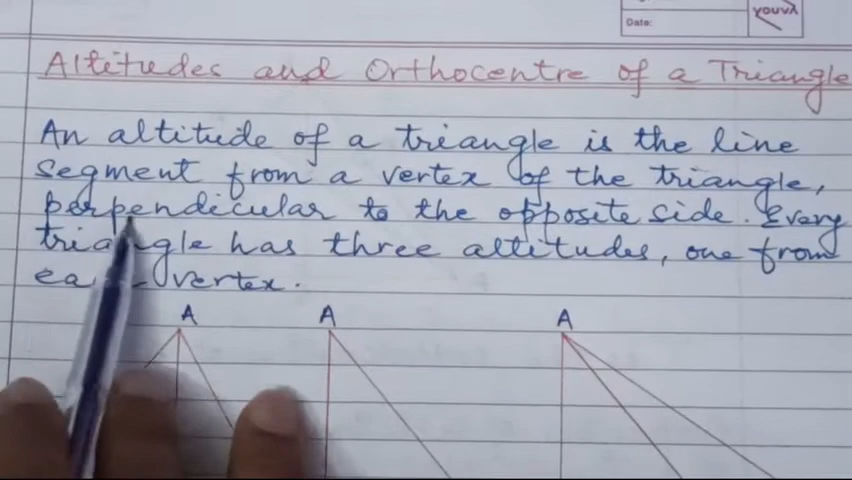 youva
Date:
Altitudes and Orthocentre of a Triangle
An altitude of a triangle is the line
segment from a vertex of the triangle,
perpendicular to the opposite side. Every
triangle has three altitudes, one from
vertex.
A A A